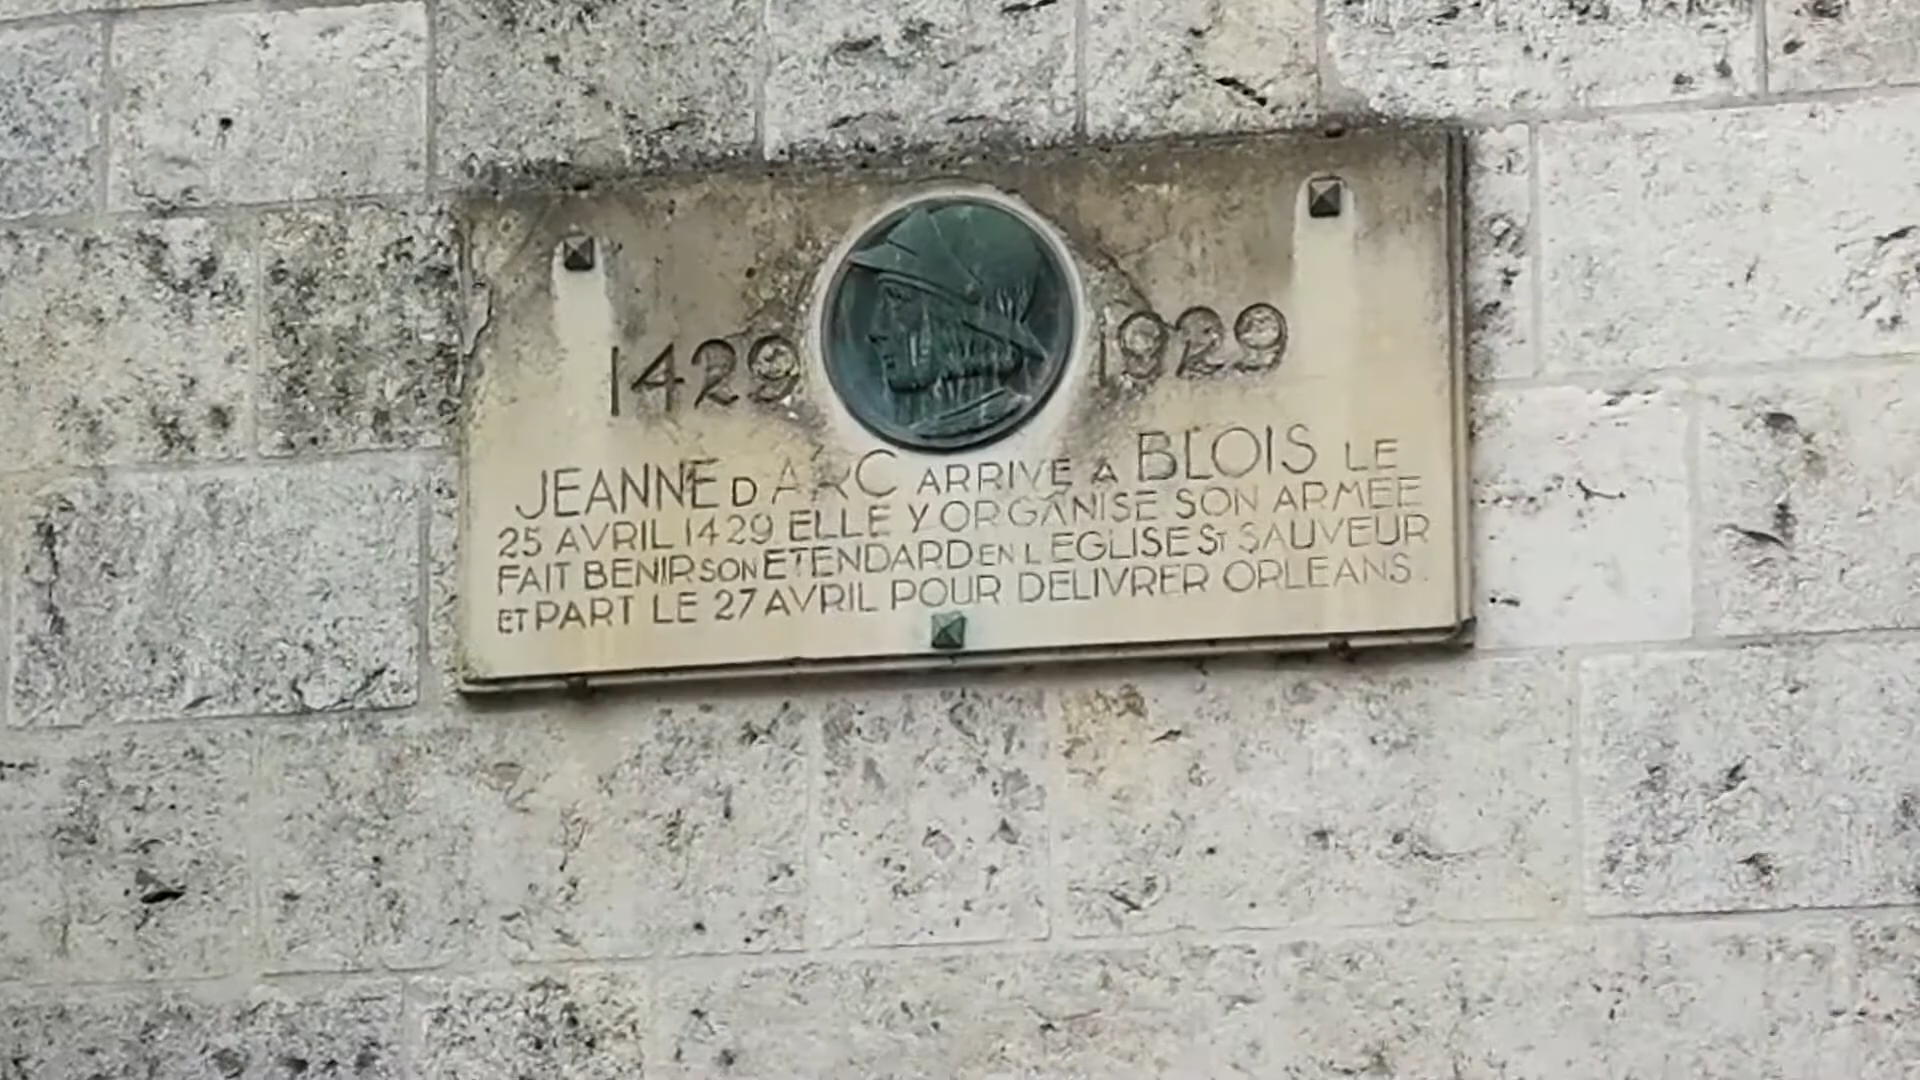 1429 1929
JEANNE D ARC ARRIVE A BLOIS LE
25 AVRIL 1429 ELLE Y ORGANISE SON ARMEE
FAIT BENIR SON ETENDARD EN L EGLISE St SAUVEUR
ET PART LE 27 AVRIL POUR DELIVRER ORLEANS.